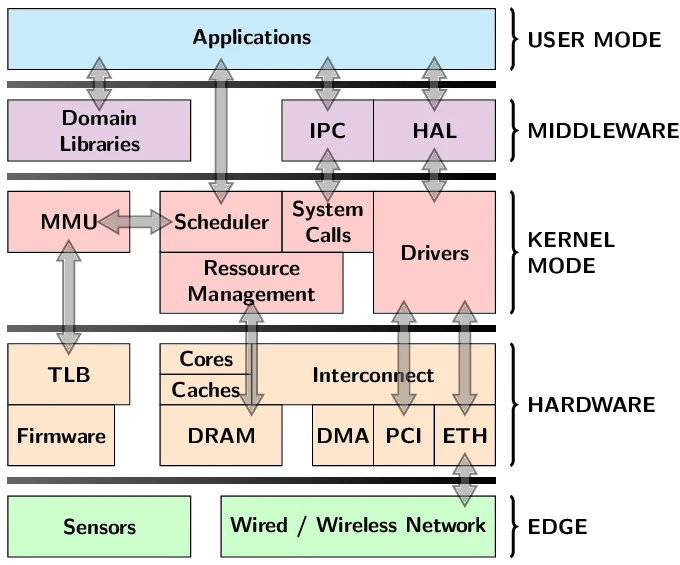 Applications
USER MODE
Domain
Libraries
IPC
HAL
MIDDLEWARE
MMU
Scheduler
System
Calls
Drivers
Ressource
Management
KERNEL
MODE
TLB
Cores
Caches
Interconnect
Firmware
DRAM
DMA
PCI
ETH
HARDWARE
Sensors
Wired / Wireless Network
EDGE